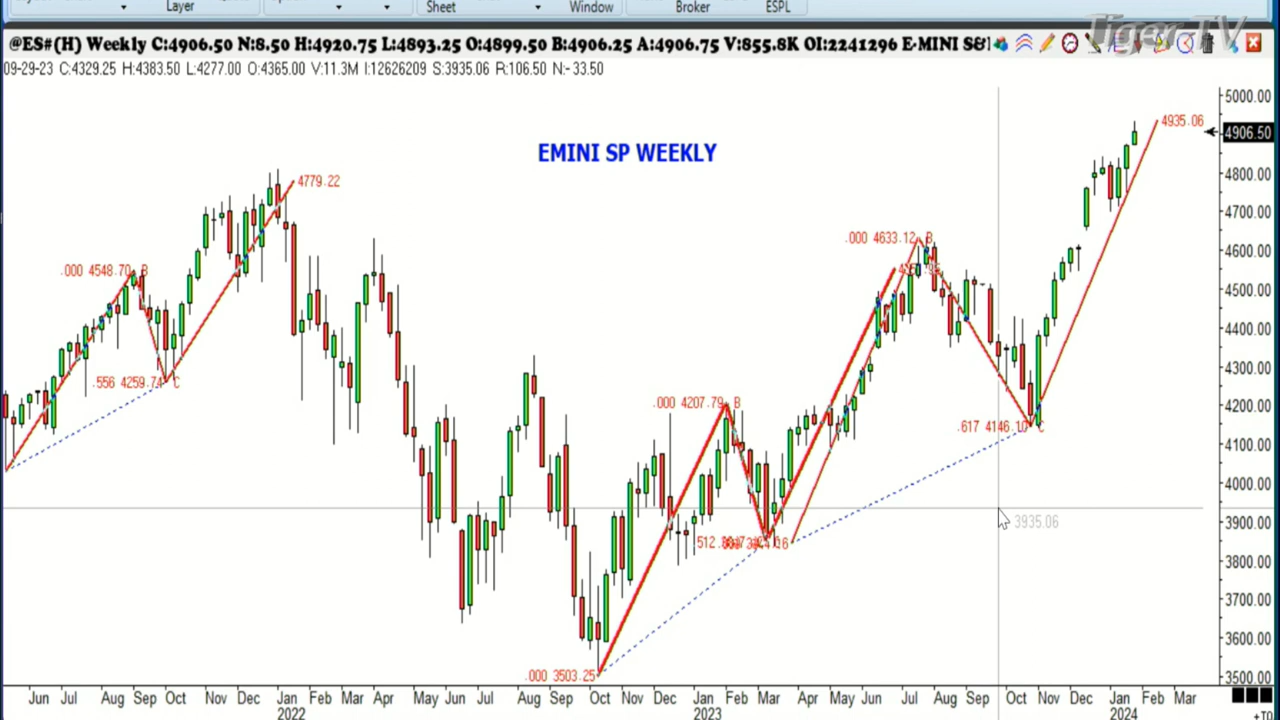 Layer Sheet Window Broker ESPL
Tiger TV
@ES#(H) Weekly C:4906.50 N:8.50 H:4920.75 L:4893.25 O:4899.50 B:4906.25 A:4906.75 V:855.8K OI:2241296 E-MINI S&
09-29-23 C:4329.25 H:4383.50 L:4277.00 O:4365.00 V:11.3M I:12626209 S:3935.06 R:106.50 N:-33.50
5000.00
4935.06
4906.50
EMINI SP WEEKLY
4800.00
4779.22
4700.00
.000 4633.12 B
4600.00
.000 4548.70 B
4500.00
4400.00
4300.00
.556 4259.74 C
.000 4207.79 B
4200.00
.617 4146.10 C
4100.00
4000.00
3935.06
3900.00
3800.00
3700.00
3600.00
.000 3503.25
3500.00
Jun Jul Aug Sep Oct Nov Dec Jan Feb Mar Apr May Jun Jul Aug Sep Oct Nov Dec Jan Feb Mar Apr May Jun Jul Aug Sep Oct Nov Dec Jan Feb Mar
2022 2023 2024